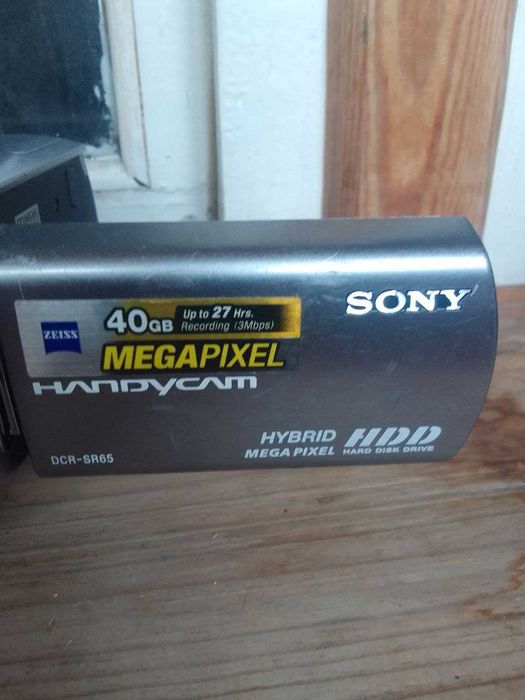 SONY
ZEISS
40GB Up to 27 Hrs.
Recording (3Mbps)
MEGAPIXEL
HANDYCAM
HYBRID HDD
MEGA PIXEL HARD DISK DRIVE
DCR-SR65